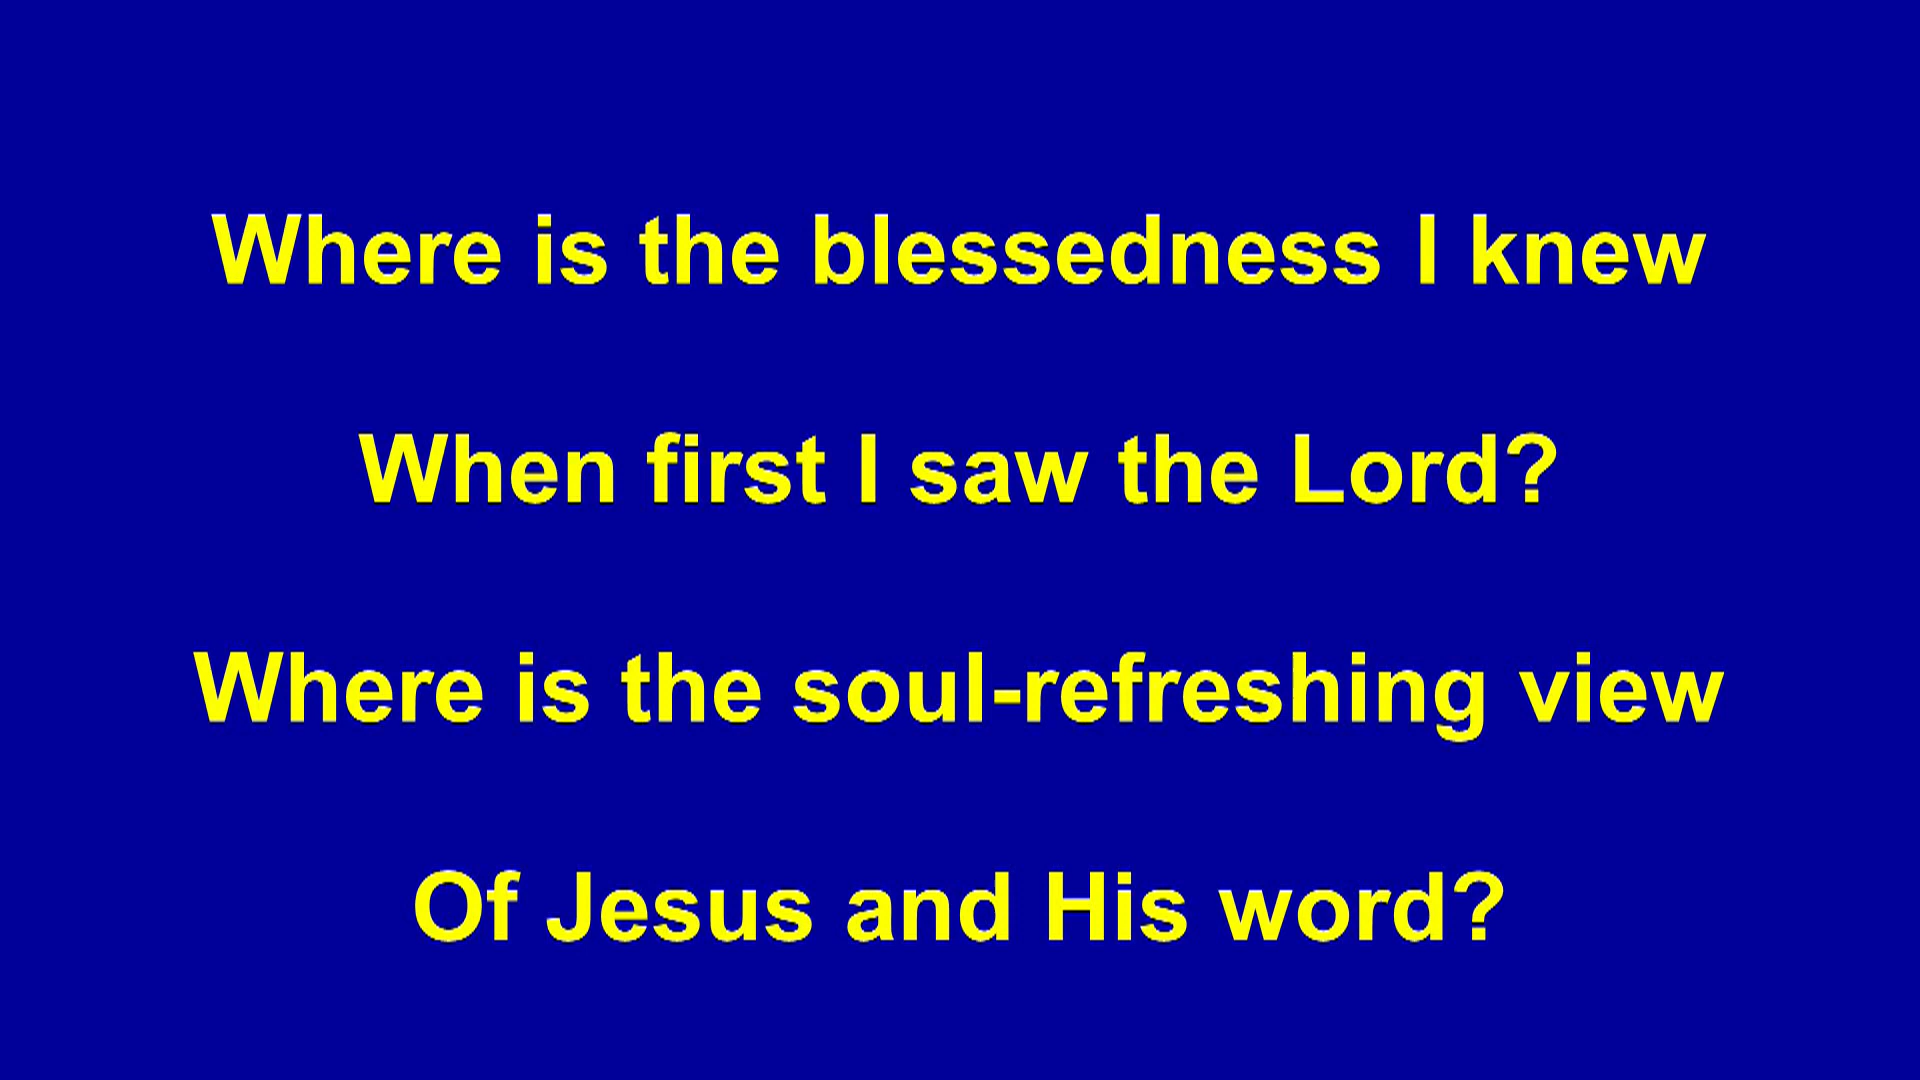 Where is the blessedness I knew
When first I saw the Lord?
Where is the soul-refreshing view
Of Jesus and His word?